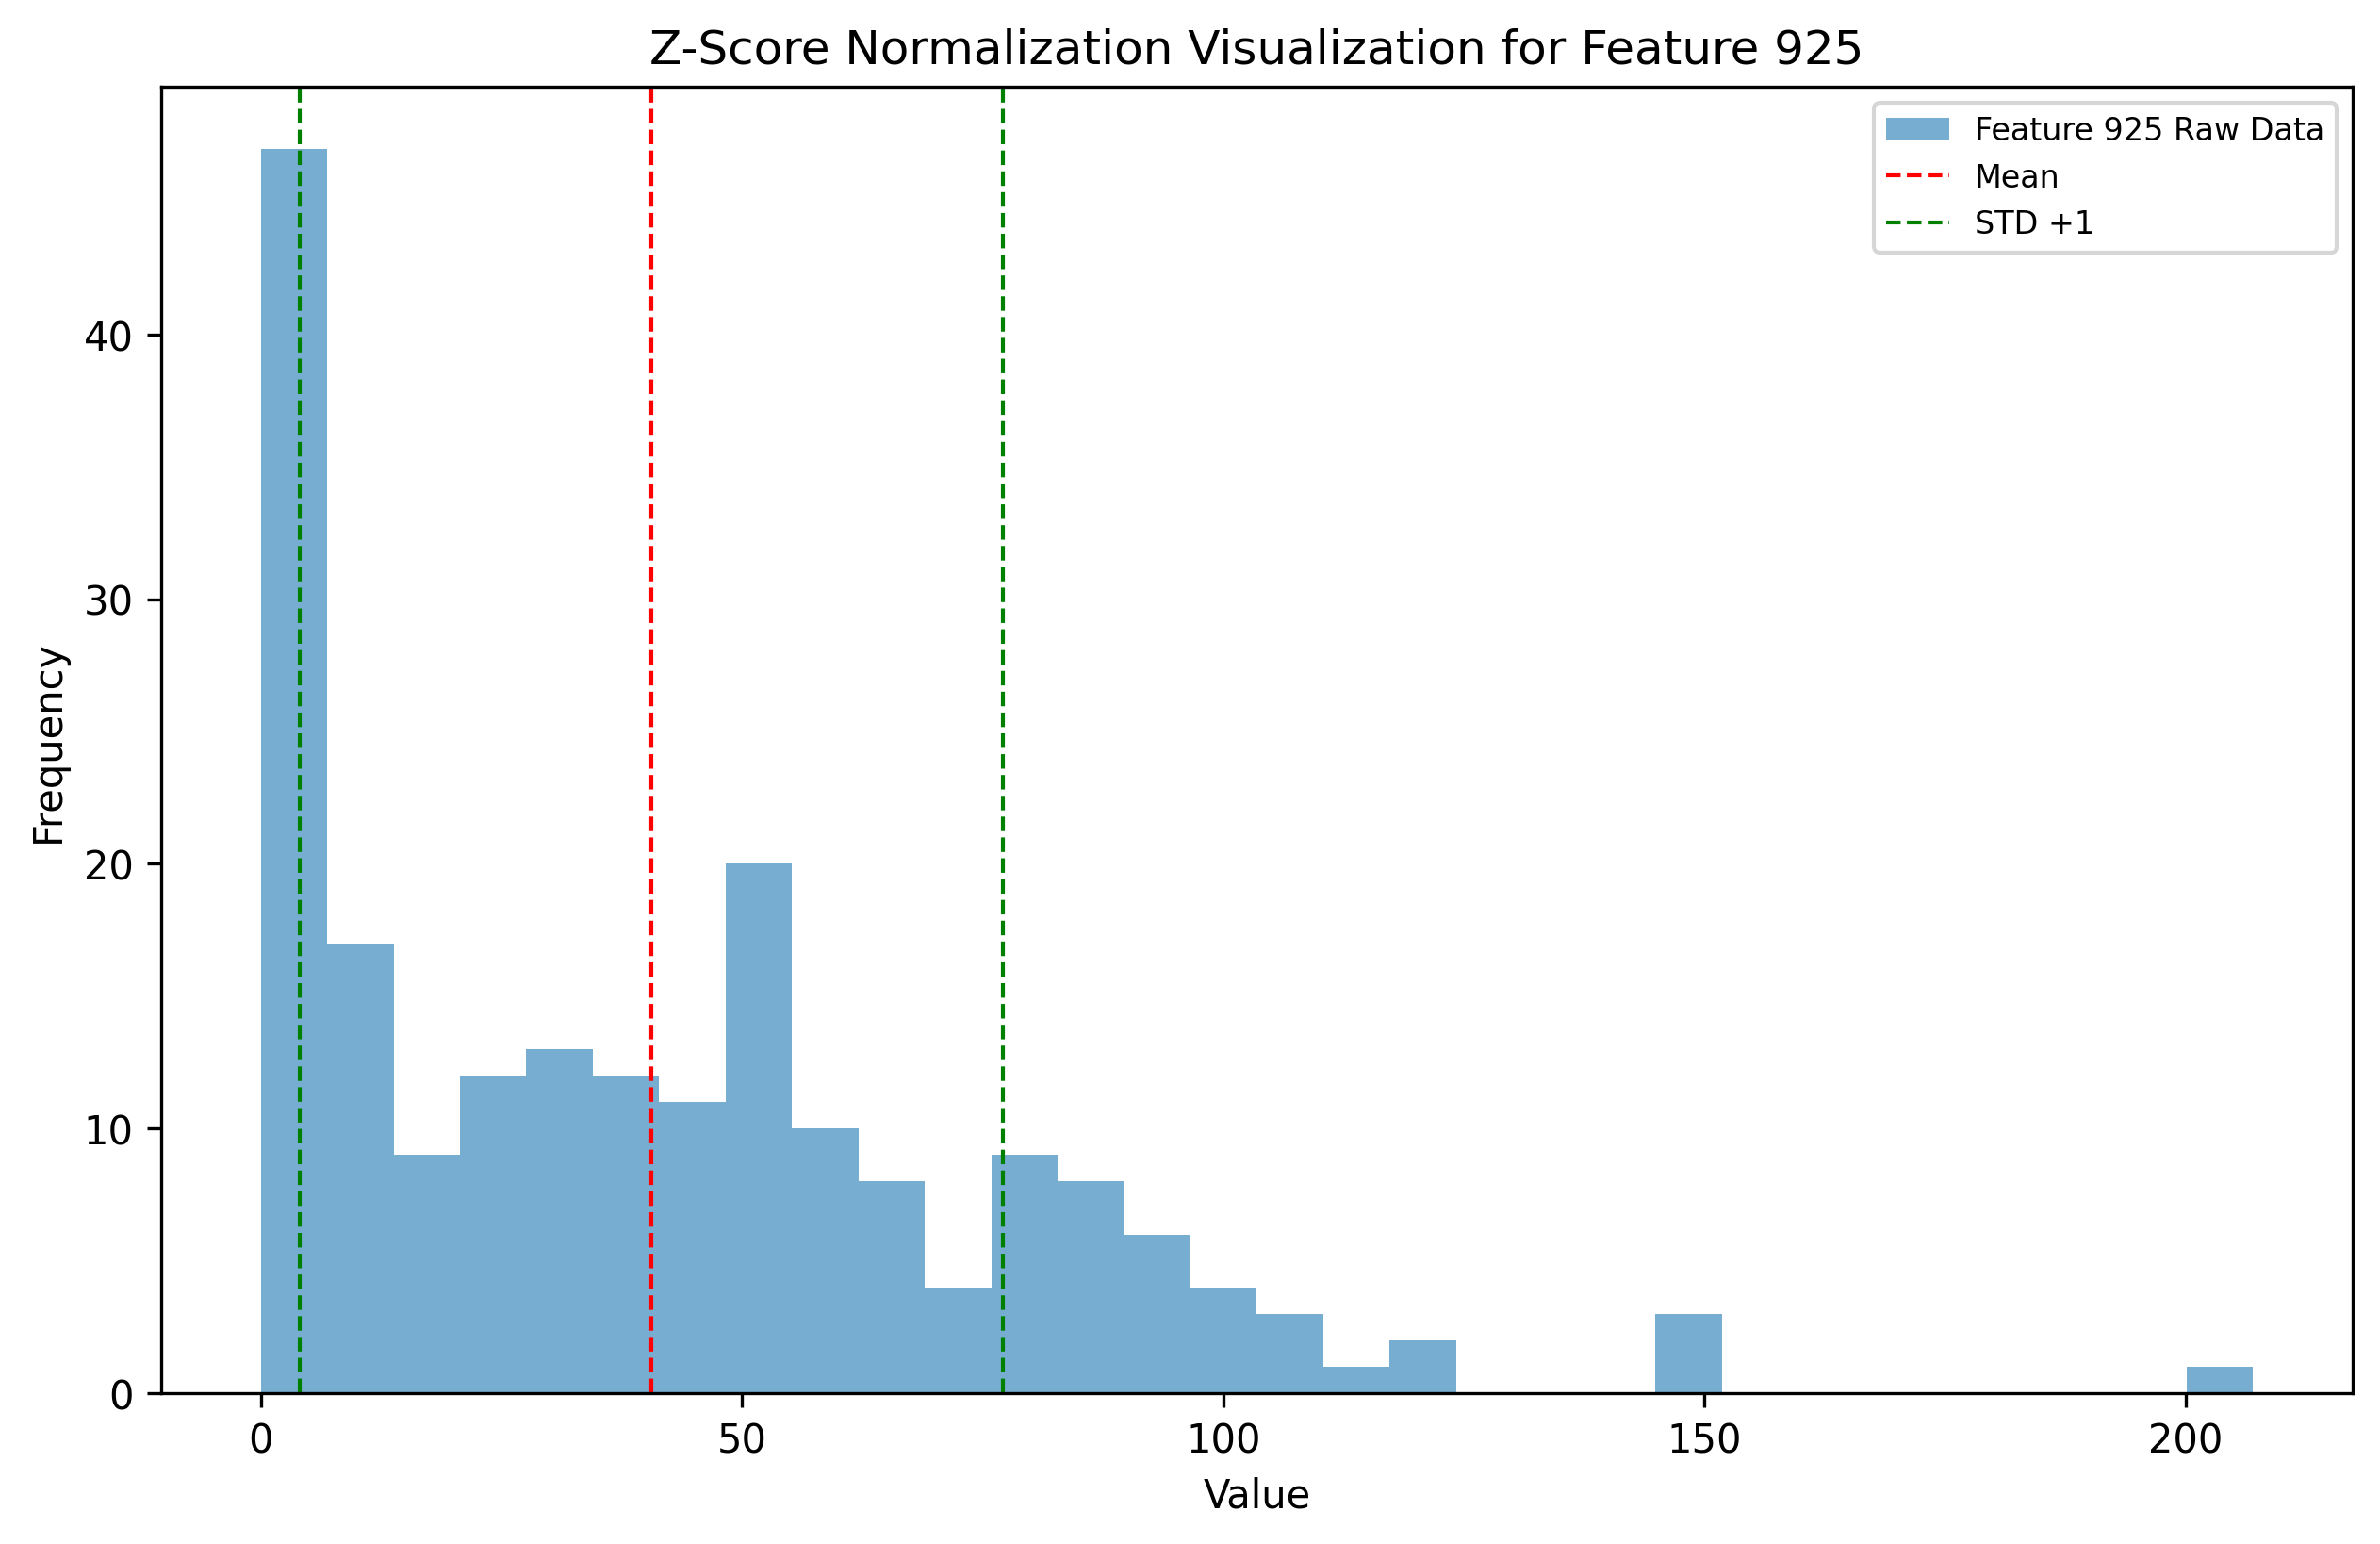 Z-Score Normalization Visualization for Feature 925
Feature 925 Raw Data
Mean
STD +1
40
30
20
10
0
Frequency
0 50 100 150 200
Value